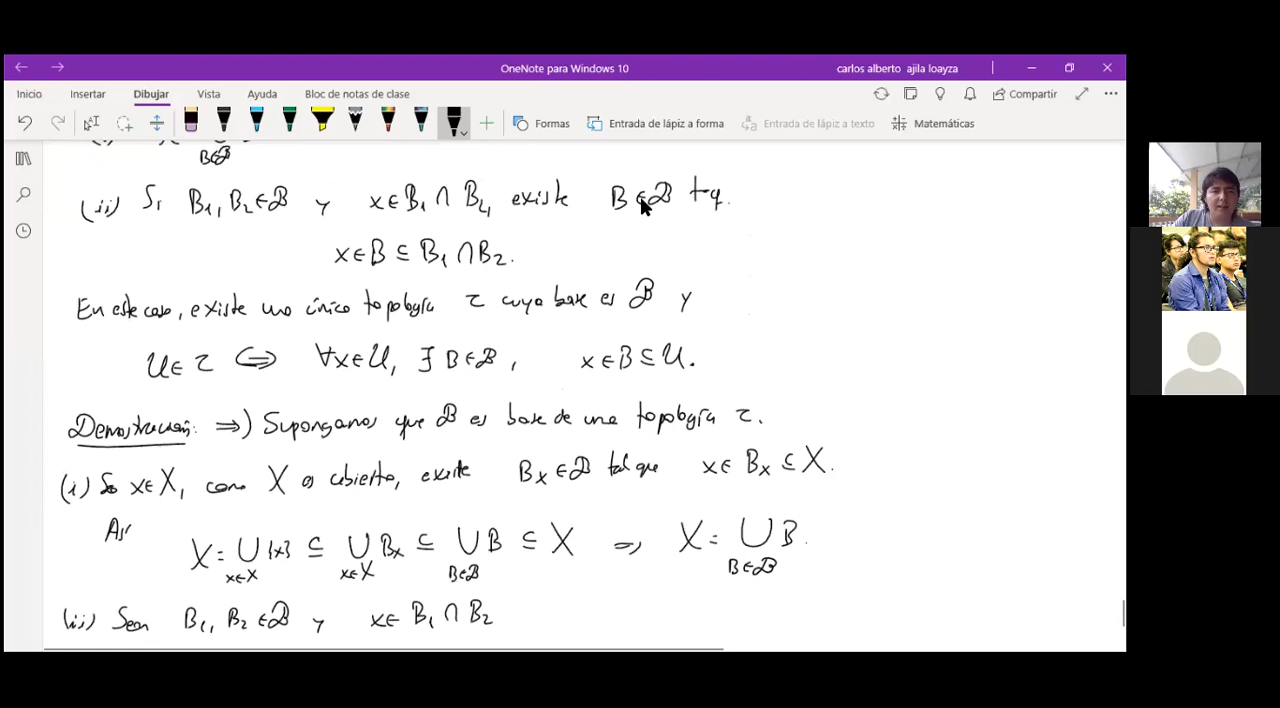 OneNote para Windows 10
carlos alberto ajila loayza
Inicio Insertar Dibujar Vista Ayuda Bloc de notas de clase
Compartir
Formas Entrada de lápiz a forma Entrada de lápiz a texto Matemáticas
B∈ℬ
(ii) Si B₁, B₂ ∈ ℬ y x ∈ B₁ ∩ B₂, existe B ∈ ℬ tq.
x ∈ B ⊆ B₁ ∩ B₂.
En este caso, existe una única topología τ cuya base es ℬ y
U ∈ τ ⟺ ∀x ∈ U, ∃ B ∈ ℬ, x ∈ B ⊆ U.
Demostración: ⇒) Supongamos que ℬ es base de una topología τ.
(i) Sea x ∈ X, como X es abierto, existe Bx ∈ ℬ tal que x ∈ Bx ⊆ X.
Así
X = ∪ {x} ⊆ ∪ Bx ⊆ ∪ B ⊆ X ⇒ X = ∪ B.
x∈X x∈X B∈ℬ B∈ℬ
(ii) Sean B₁, B₂ ∈ ℬ y x ∈ B₁ ∩ B₂